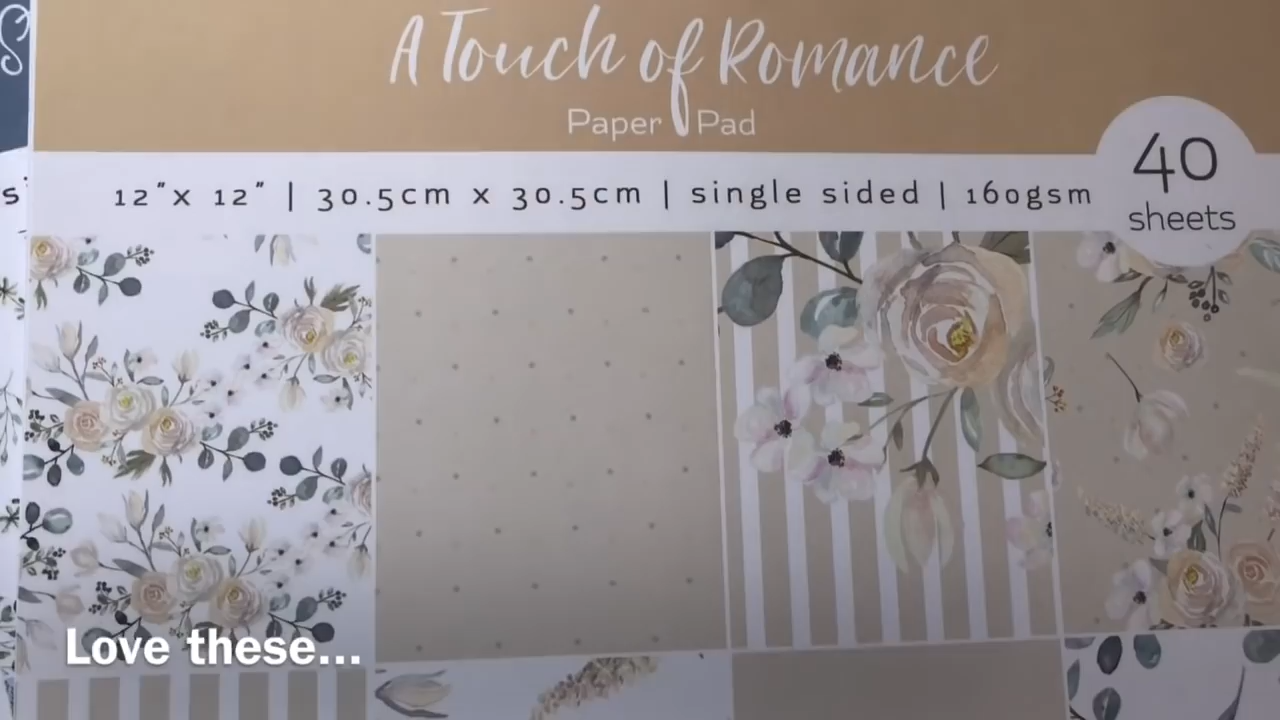 A Touch of Romance
Paper Pad
40
sheets
12"x 12" | 30.5cm x 30.5cm | single sided | 160gsm
Love these...